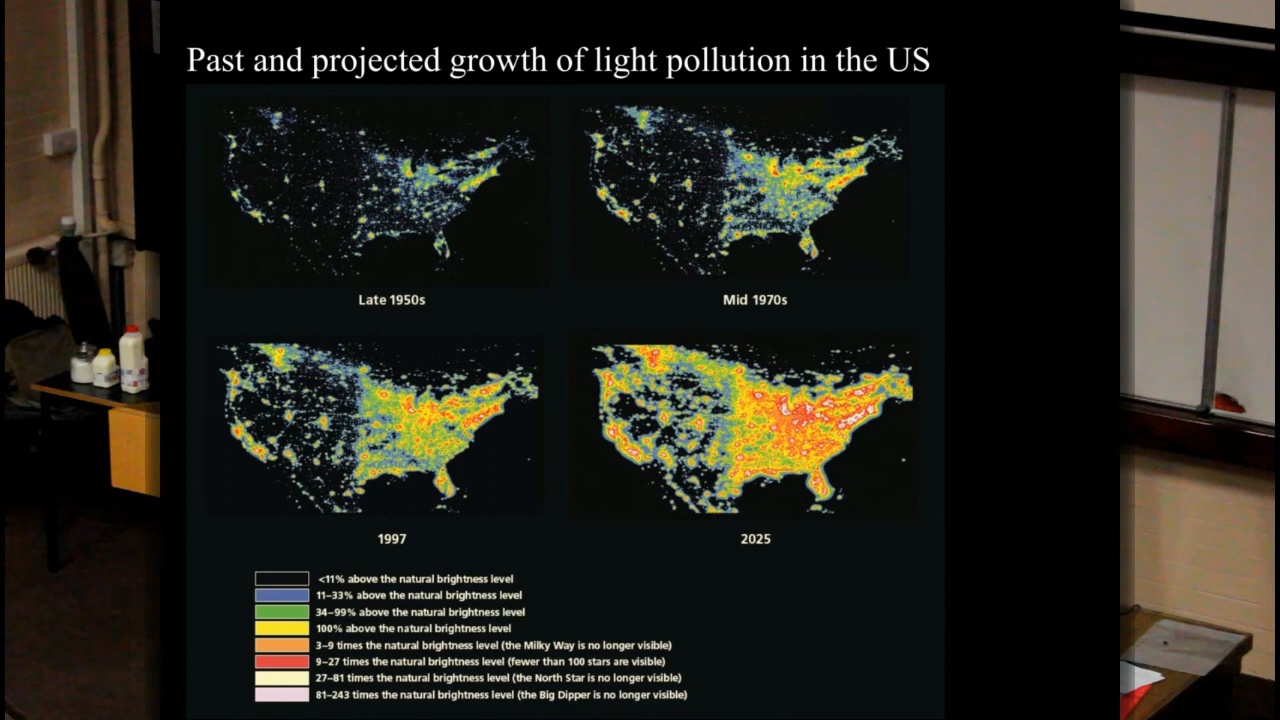 Past and projected growth of light pollution in the US
Late 1950s
Mid 1970s
1997
2025
<11% above the natural brightness level
11–33% above the natural brightness level
34–99% above the natural brightness level
100% above the natural brightness level
3–9 times the natural brightness level (the Milky Way is no longer visible)
9–27 times the natural brightness level (fewer than 100 stars are visible)
27–81 times the natural brightness level (the North Star is no longer visible)
81–243 times the natural brightness level (the Big Dipper is no longer visible)